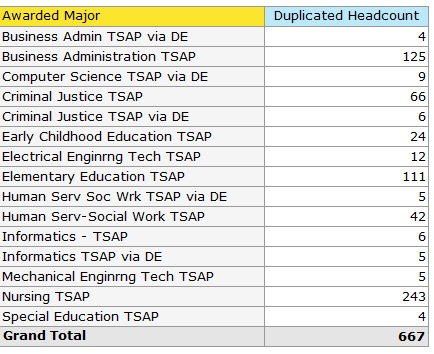 Awarded Major Duplicated Headcount
Business Admin TSAP via DE 4
Business Administration TSAP 125
Computer Science TSAP via DE 9
Criminal Justice TSAP 66
Criminal Justice TSAP via DE 6
Early Childhood Education TSAP 24
Electrical Enginrng Tech TSAP 12
Elementary Education TSAP 111
Human Serv Soc Wrk TSAP via DE 5
Human Serv-Social Work TSAP 42
Informatics - TSAP 6
Informatics TSAP via DE 5
Mechanical Enginrng Tech TSAP 5
Nursing TSAP 243
Special Education TSAP 4
Grand Total 667